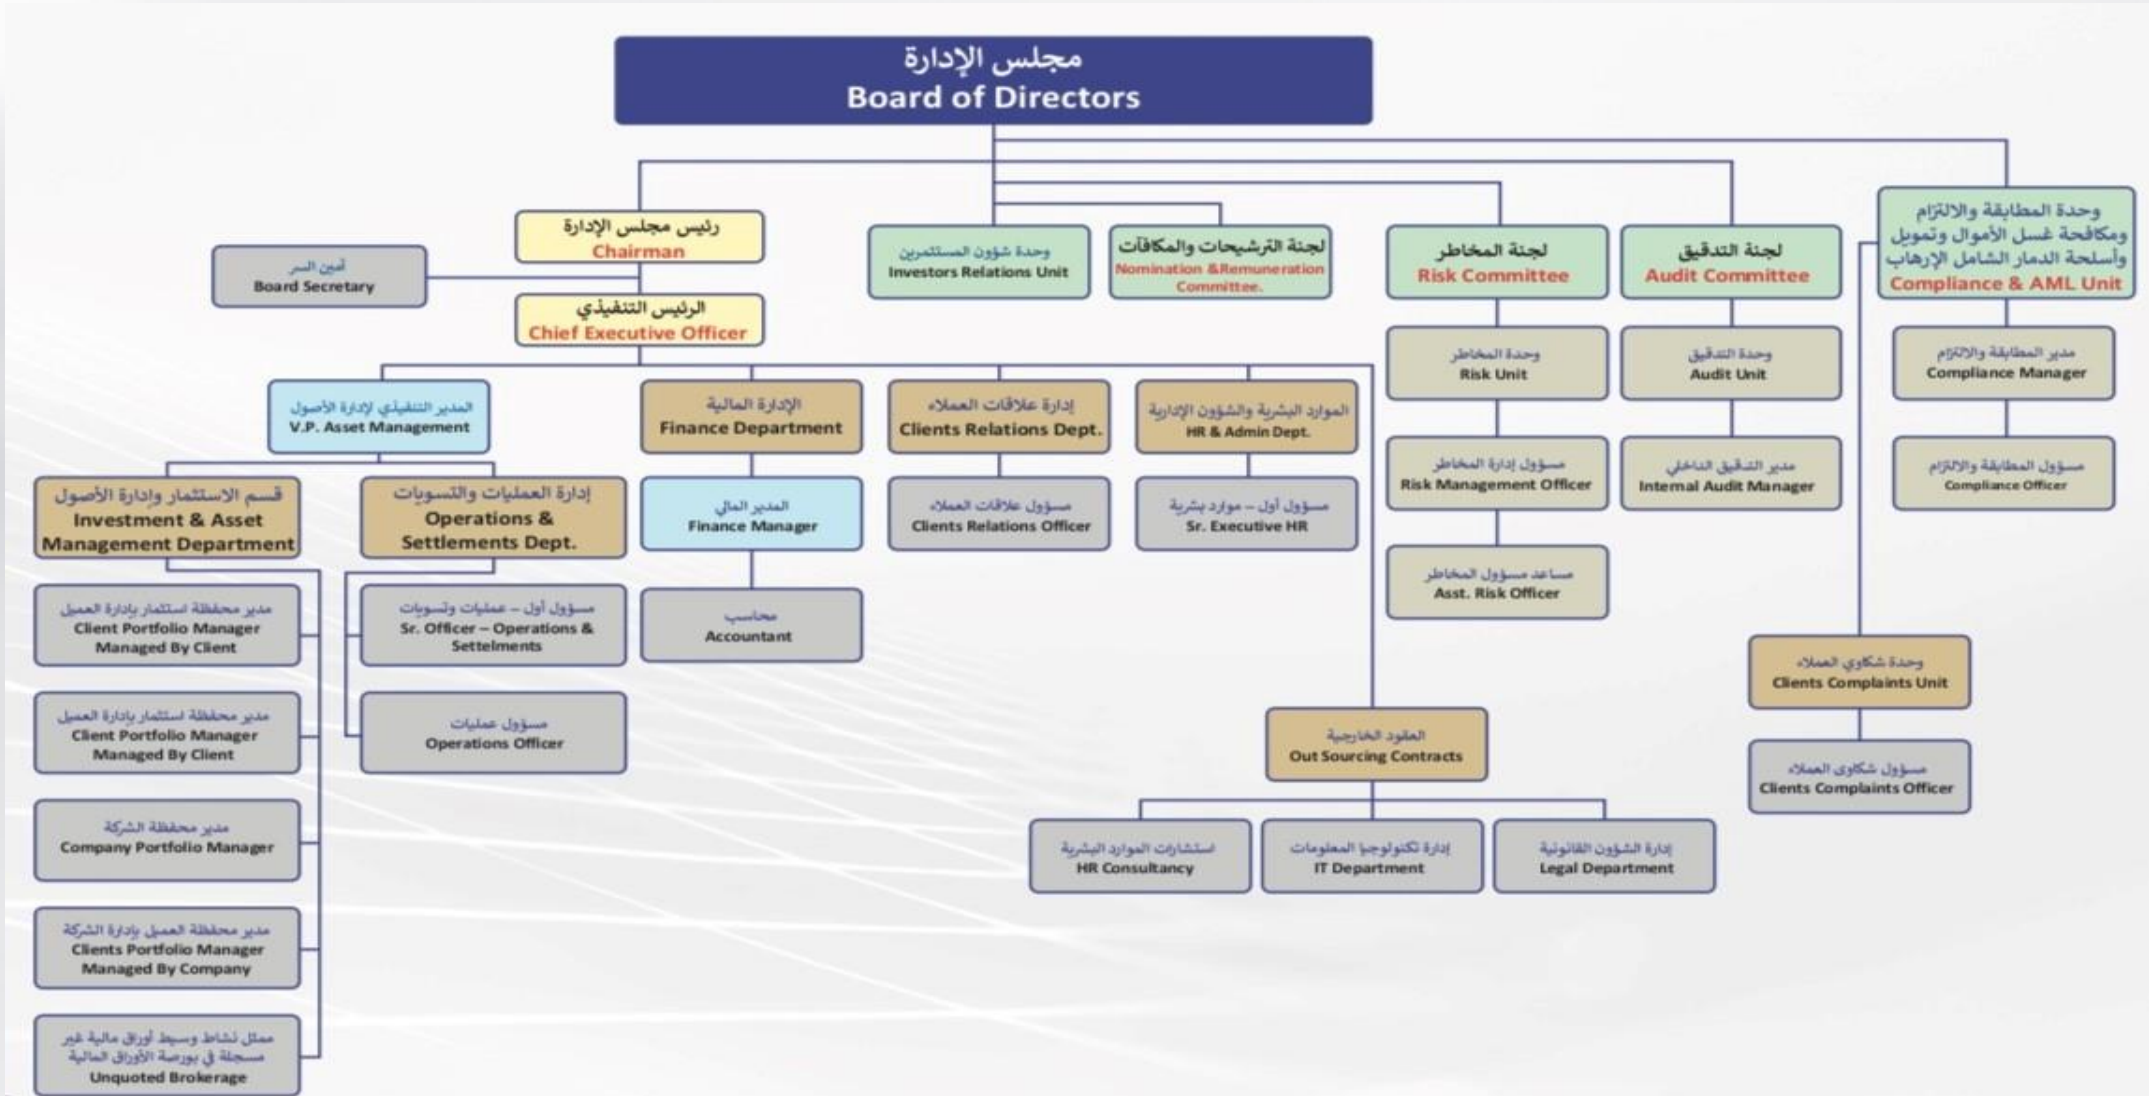 مجلس الإدارة
Board of Directors
رئيس مجلس الإدارة
Chairman
أمين السر
Board Secretary
الرئيس التنفيذي
Chief Executive Officer
وحدة شؤون المستثمرين
Investors Relations Unit
لجنة الترشيحات والمكافآت
Nomination &Remuneration
Committee.
لجنة المخاطر
Risk Committee
لجنة التدقيق
Audit Committee
وحدة المطابقة والالتزام
ومكافحة غسل الأموال وتمويل
وأسلحة الدمار الشامل الإرهاب
Compliance & AML Unit
وحدة المخاطر
Risk Unit
وحدة التدقيق
Audit Unit
مدير المطابقة والالتزام
Compliance Manager
المدير التنفيذي لإدارة الأصول
V.P. Asset Management
الإدارة المالية
Finance Department
إدارة علاقات العملاء
Clients Relations Dept.
الموارد البشرية والشؤون الإدارية
HR & Admin Dept.
مسؤول إدارة المخاطر
Risk Management Officer
مدير التدقيق الداخلي
Internal Audit Manager
مسؤول المطابقة والالتزام
Compliance Officer
قسم الاستثمار وإدارة الأصول
Investment & Asset
Management Department
إدارة العمليات والتسويات
Operations &
Settlements Dept.
المدير المالي
Finance Manager
مسؤول علاقات العملاء
Clients Relations Officer
مسؤول أول – موارد بشرية
Sr. Executive HR
مساعد مسؤول المخاطر
Asst. Risk Officer
مدير محفظة استثمار بإدارة العميل
Client Portfolio Manager
Managed By Client
مسؤول أول – عمليات وتسويات
Sr. Officer – Operations &
Settelments
محاسب
Accountant
وحدة شكاوي العملاء
Clients Complaints Unit
مدير محفظة استثمار بإدارة العميل
Client Portfolio Manager
Managed By Client
مسؤول عمليات
Operations Officer
العقود الخارجية
Out Sourcing Contracts
مسؤول شكاوى العملاء
Clients Complaints Officer
مدير محفظة الشركة
Company Portfolio Manager
استشارات الموارد البشرية
HR Consultancy
إدارة تكنولوجيا المعلومات
IT Department
إدارة الشؤون القانونية
Legal Department
مدير محفظة العميل بإدارة الشركة
Clients Portfolio Manager
Managed By Company
ممثل نشاط وسيط أوراق مالية غير
مسجلة في بورصة الأوراق المالية
Unquoted Brokerage